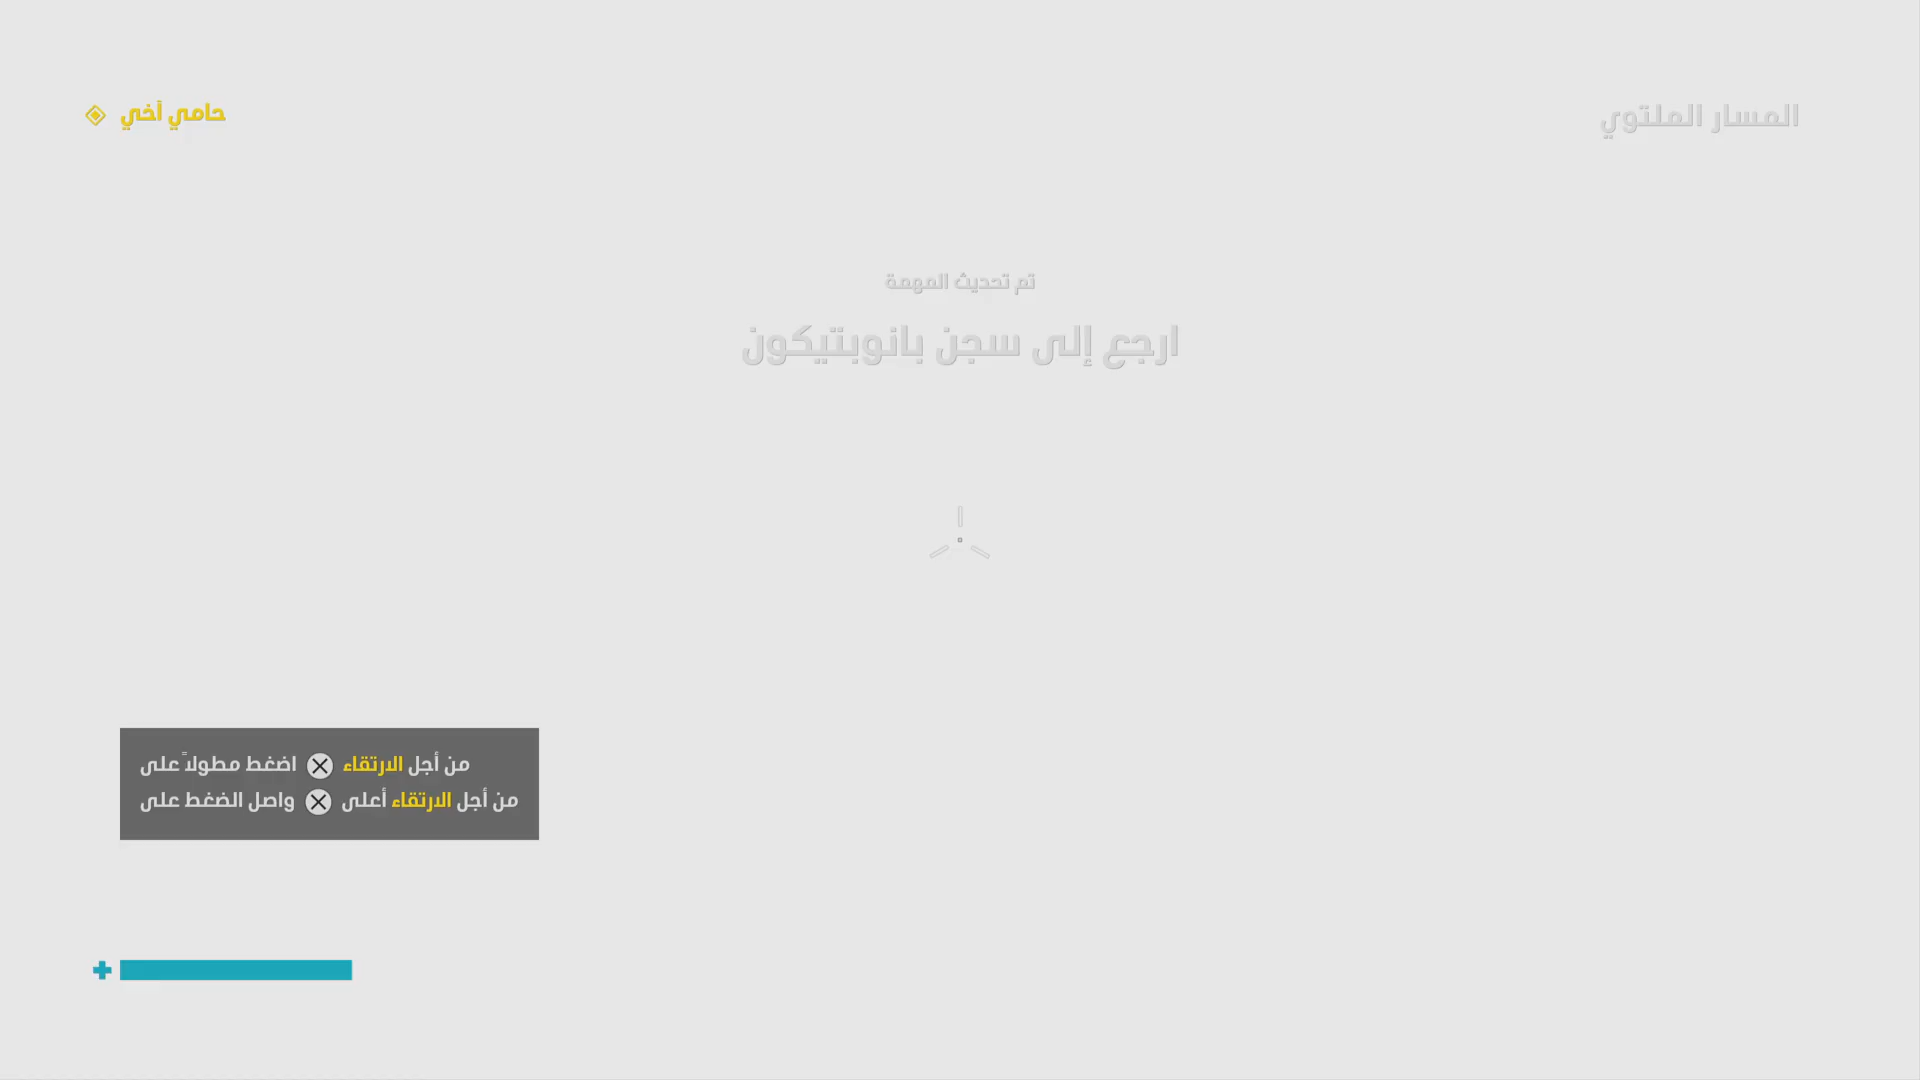 المسار الملتوي
حامي أخي
تم تحديث المهمة
ارجع إلى سجن بانوبتيكون
اضغط مطولاً على ⓧ من أجل الارتقاء
واصل الضغط على ⓧ من أجل الارتقاء أعلى